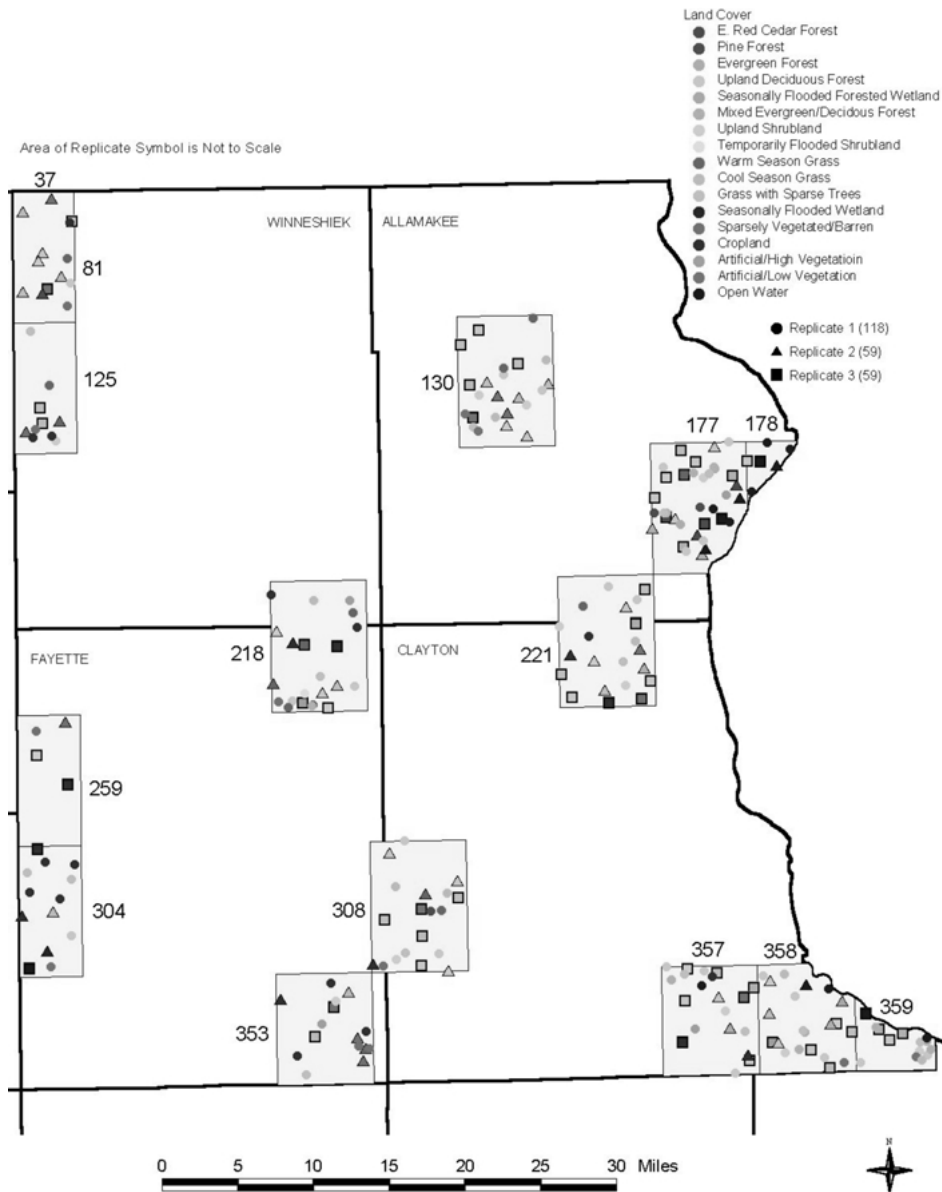 Land Cover
E. Red Cedar Forest
Pine Forest
Evergreen Forest
Upland Deciduous Forest
Seasonally Flooded Forested Wetland
Mixed Evergreen/Decidous Forest
Upland Shrubland
Temporarily Flooded Shrubland
Warm Season Grass
Cool Season Grass
Grass with Sparse Trees
Seasonally Flooded Wetland
Sparsely Vegetated/Barren
Cropland
Artificial/High Vegetatioin
Artificial/Low Vegetation
Open Water
Replicate 1 (118)
Replicate 2 (59)
Replicate 3 (59)
Area of Replicate Symbol is Not to Scale
37
WINNESHIEK
ALLAMAKEE
81
125
130
177
178
218
FAYETTE
CLAYTON
221
259
304
308
353
357
358
359
N
0 5 10 15 20 25 30 Miles